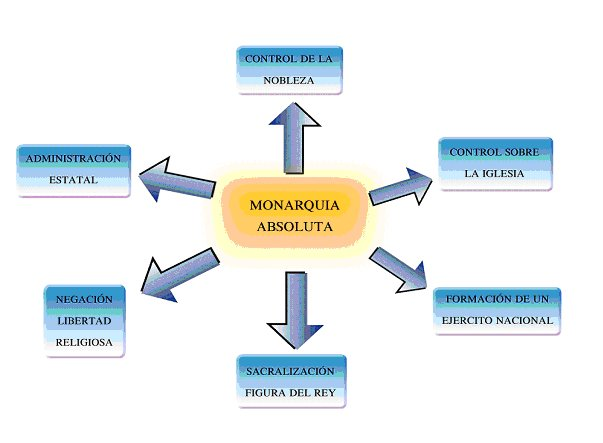 CONTROL DE LA
NOBLEZA
ADMINISTRACIÓN
ESTATAL
CONTROL SOBRE
LA IGLESIA
MONARQUIA
ABSOLUTA
NEGACIÓN
LIBERTAD
RELIGIOSA
FORMACIÓN DE UN
EJERCITO NACIONAL
SACRALIZACIÓN
FIGURA DEL REY